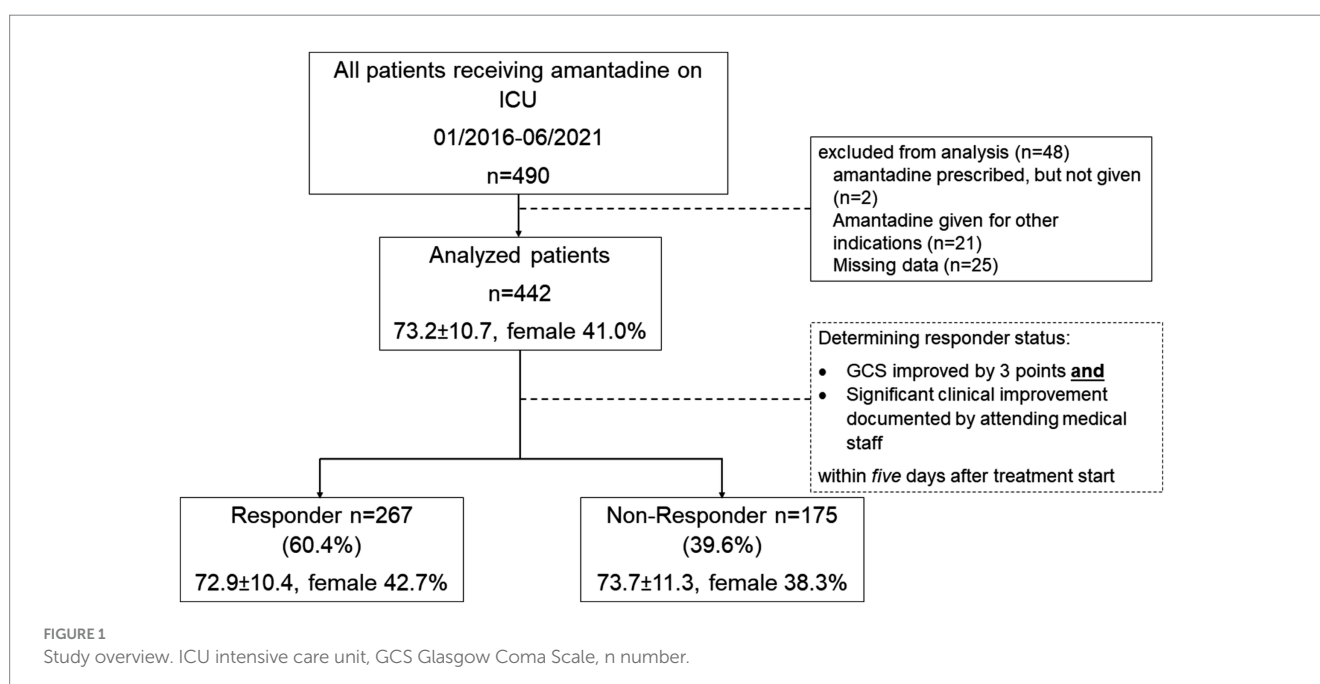 All patients receiving amantadine on
ICU
01/2016-06/2021
n=490
excluded from analysis (n=48)
amantadine prescribed, but not given
(n=2)
Amantadine given for other
indications (n=21)
Missing data (n=25)
Analyzed patients
n=442
73.2±10.7, female 41.0%
Determining responder status:
• GCS improved by 3 points and
• Significant clinical improvement
documented by attending medical
staff
within five days after treatment start
Responder n=267
(60.4%)
72.9±10.4, female 42.7%
Non-Responder n=175
(39.6%)
73.7±11.3, female 38.3%
FIGURE 1
Study overview. ICU intensive care unit, GCS Glasgow Coma Scale, n number.